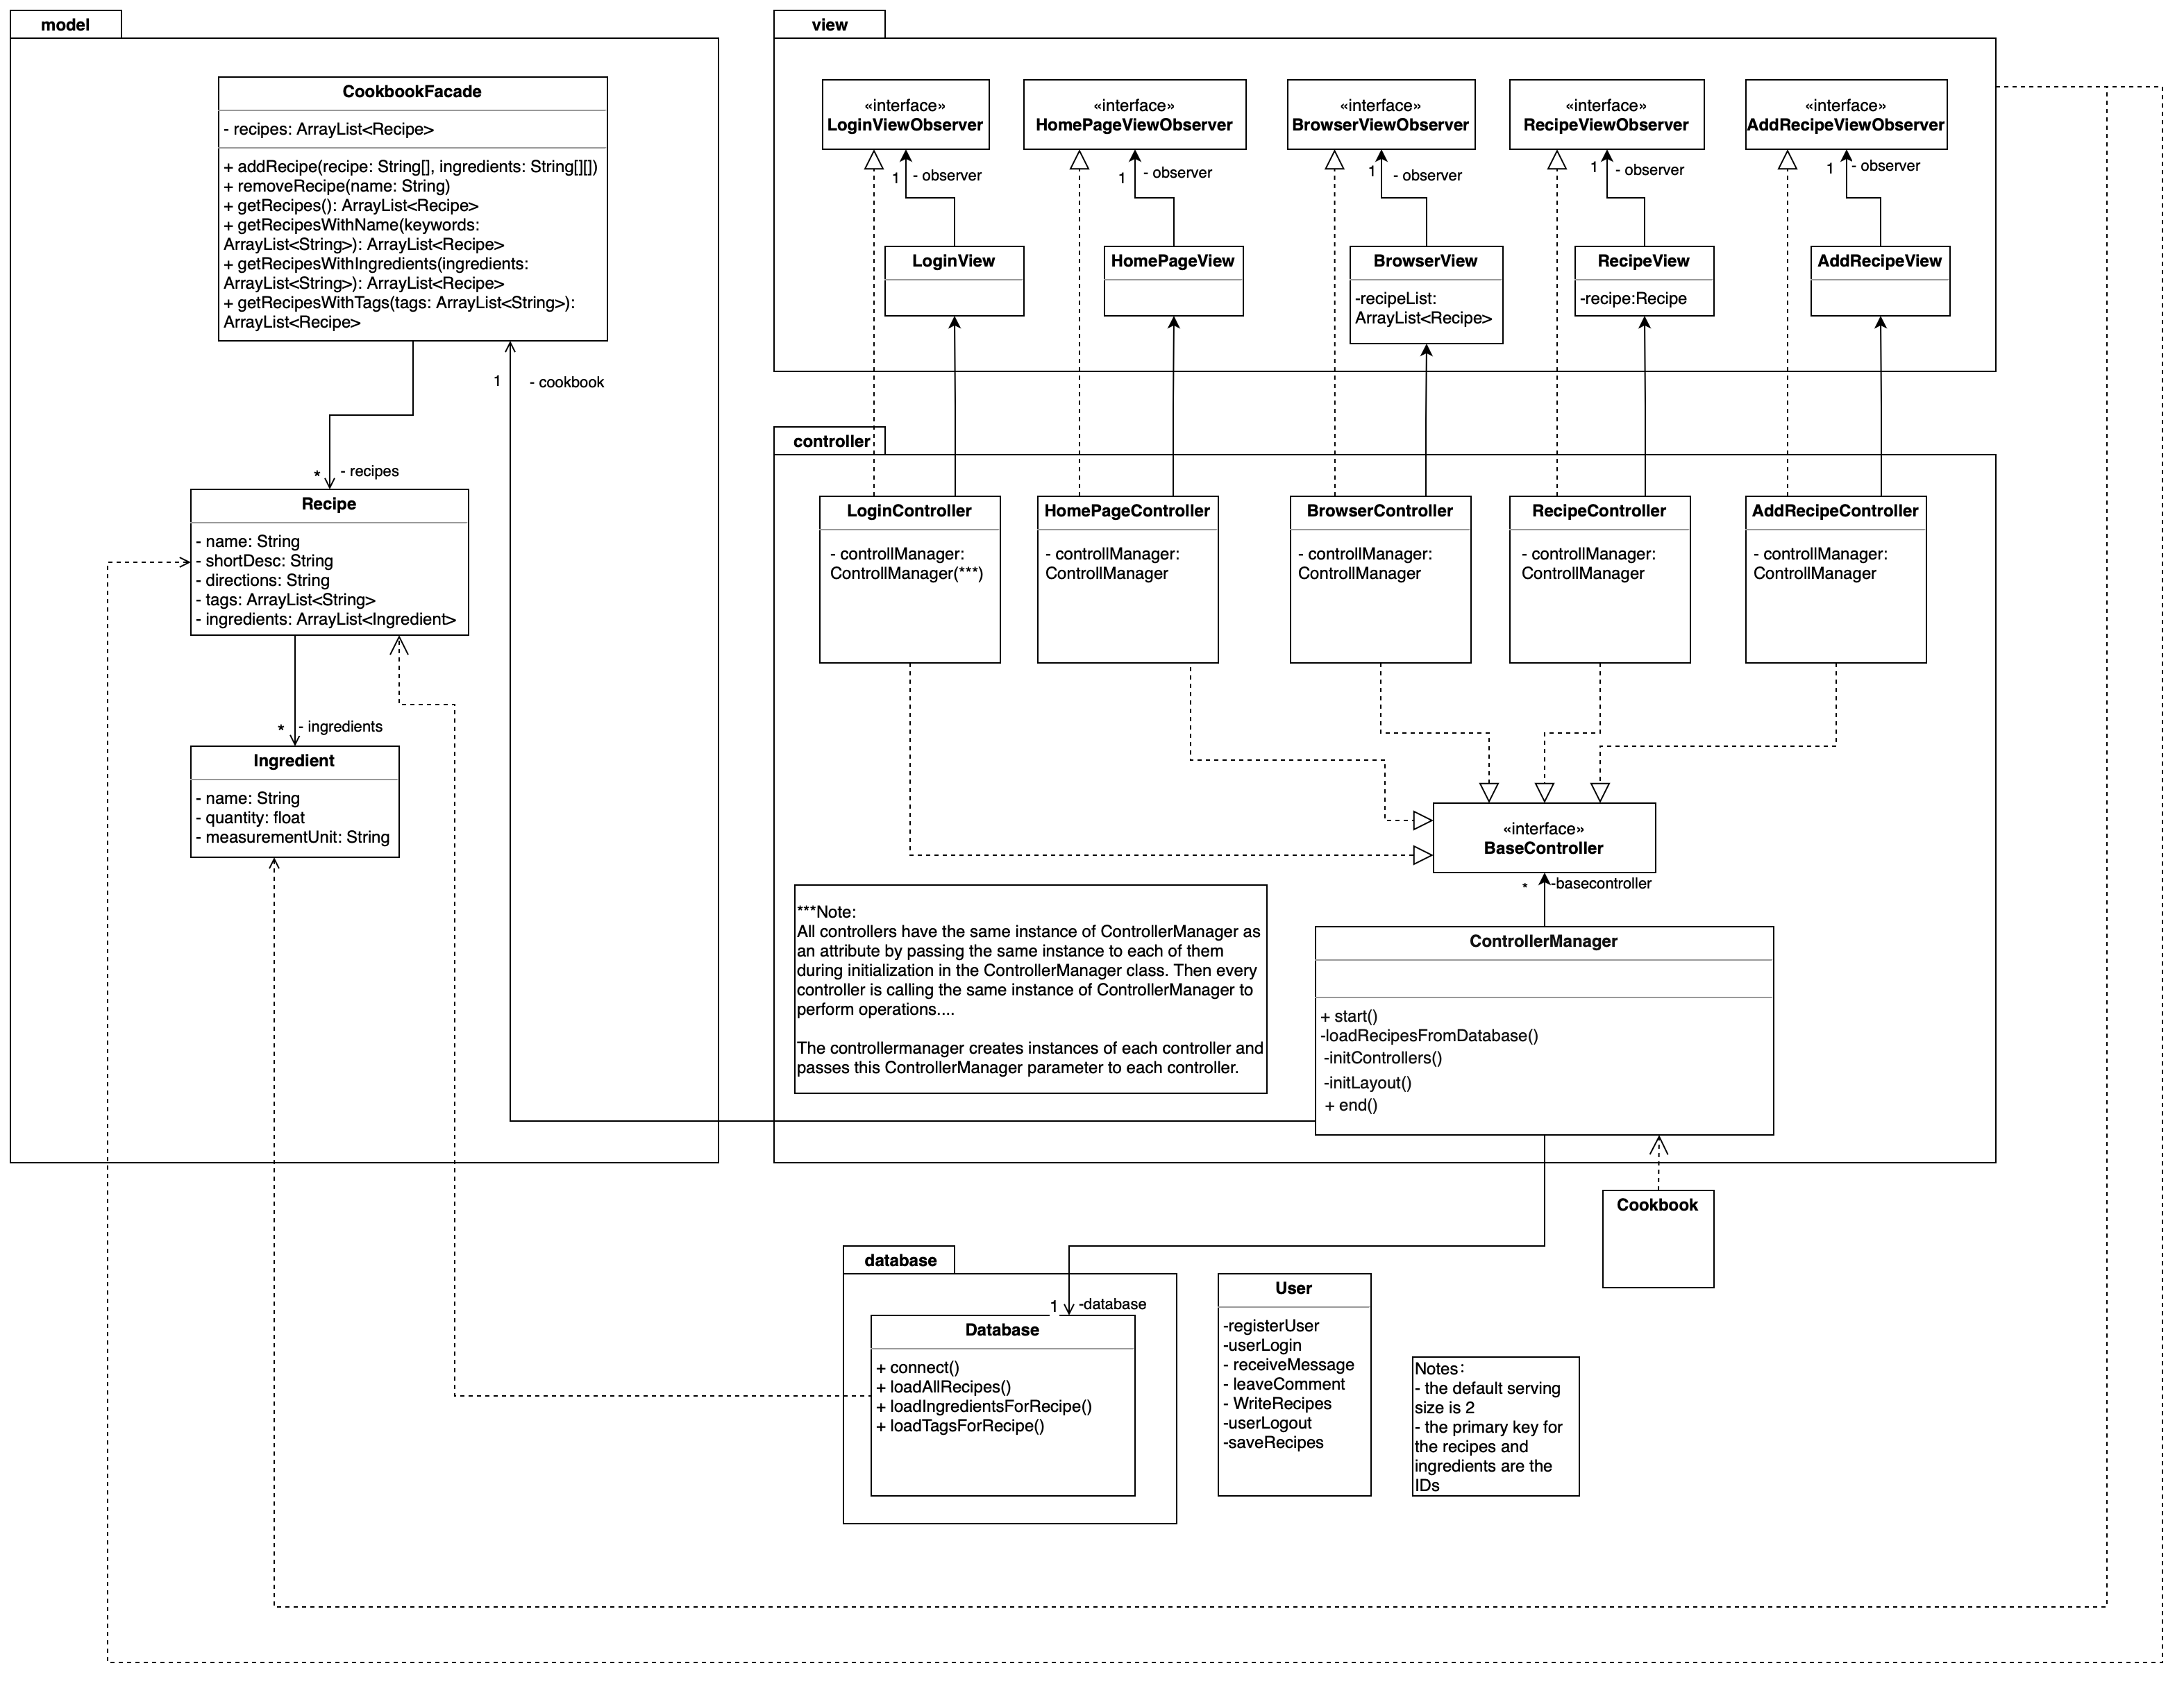 model
CookbookFacade
- recipes: ArrayList<Recipe>
+ addRecipe(recipe: String[], ingredients: String[][])
+ removeRecipe(name: String)
+ getRecipes(): ArrayList<Recipe>
+ getRecipesWithName(keywords:
ArrayList<String>): ArrayList<Recipe>
+ getRecipesWithIngredients(ingredients:
ArrayList<String>): ArrayList<Recipe>
+ getRecipesWithTags(tags: ArrayList<String>):
ArrayList<Recipe>
1
- cookbook
*
- recipes
Recipe
- name: String
- shortDesc: String
- directions: String
- tags: ArrayList<String>
- ingredients: ArrayList<Ingredient>
*
- ingredients
Ingredient
- name: String
- quantity: float
- measurementUnit: String
view
«interface»
LoginViewObserver
«interface»
HomePageViewObserver
«interface»
BrowserViewObserver
«interface»
RecipeViewObserver
«interface»
AddRecipeViewObserver
1
- observer
1
- observer
1
- observer
1
- observer
1
- observer
LoginView
HomePageView
BrowserView
-recipeList:
ArrayList<Recipe>
RecipeView
-recipe:Recipe
AddRecipeView
controller
LoginController
- controllManager:
ControllManager(***)
HomePageController
- controllManager:
ControllManager
BrowserController
- controllManager:
ControllManager
RecipeController
- controllManager:
ControllManager
AddRecipeController
- controllManager:
ControllManager
«interface»
BaseController
*
-basecontroller
***Note:
All controllers have the same instance of ControllerManager as
an attribute by passing the same instance to each of them
during initialization in the ControllerManager class. Then every
controller is calling the same instance of ControllerManager to
perform operations....
The controllermanager creates instances of each controller and
passes this ControllerManager parameter to each controller.
ControllerManager
+ start()
-loadRecipesFromDatabase()
-initControllers()
-initLayout()
+ end()
Cookbook
database
1
-database
Database
+ connect()
+ loadAllRecipes()
+ loadIngredientsForRecipe()
+ loadTagsForRecipe()
User
-registerUser
-userLogin
- receiveMessage
- leaveComment
- WriteRecipes
-userLogout
-saveRecipes
Notes:
- the default serving
size is 2
- the primary key for
the recipes and
ingredients are the
IDs